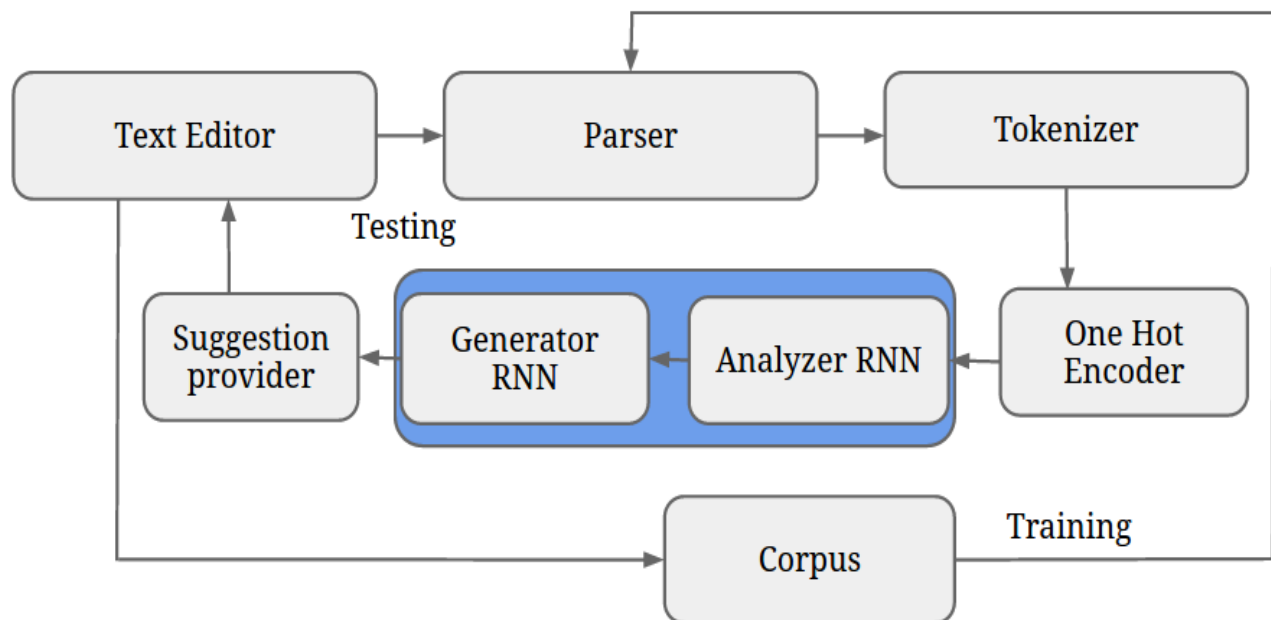 Text Editor
Parser
Tokenizer
Testing
Suggestion
provider
Generator
RNN
Analyzer RNN
One Hot
Encoder
Corpus
Training